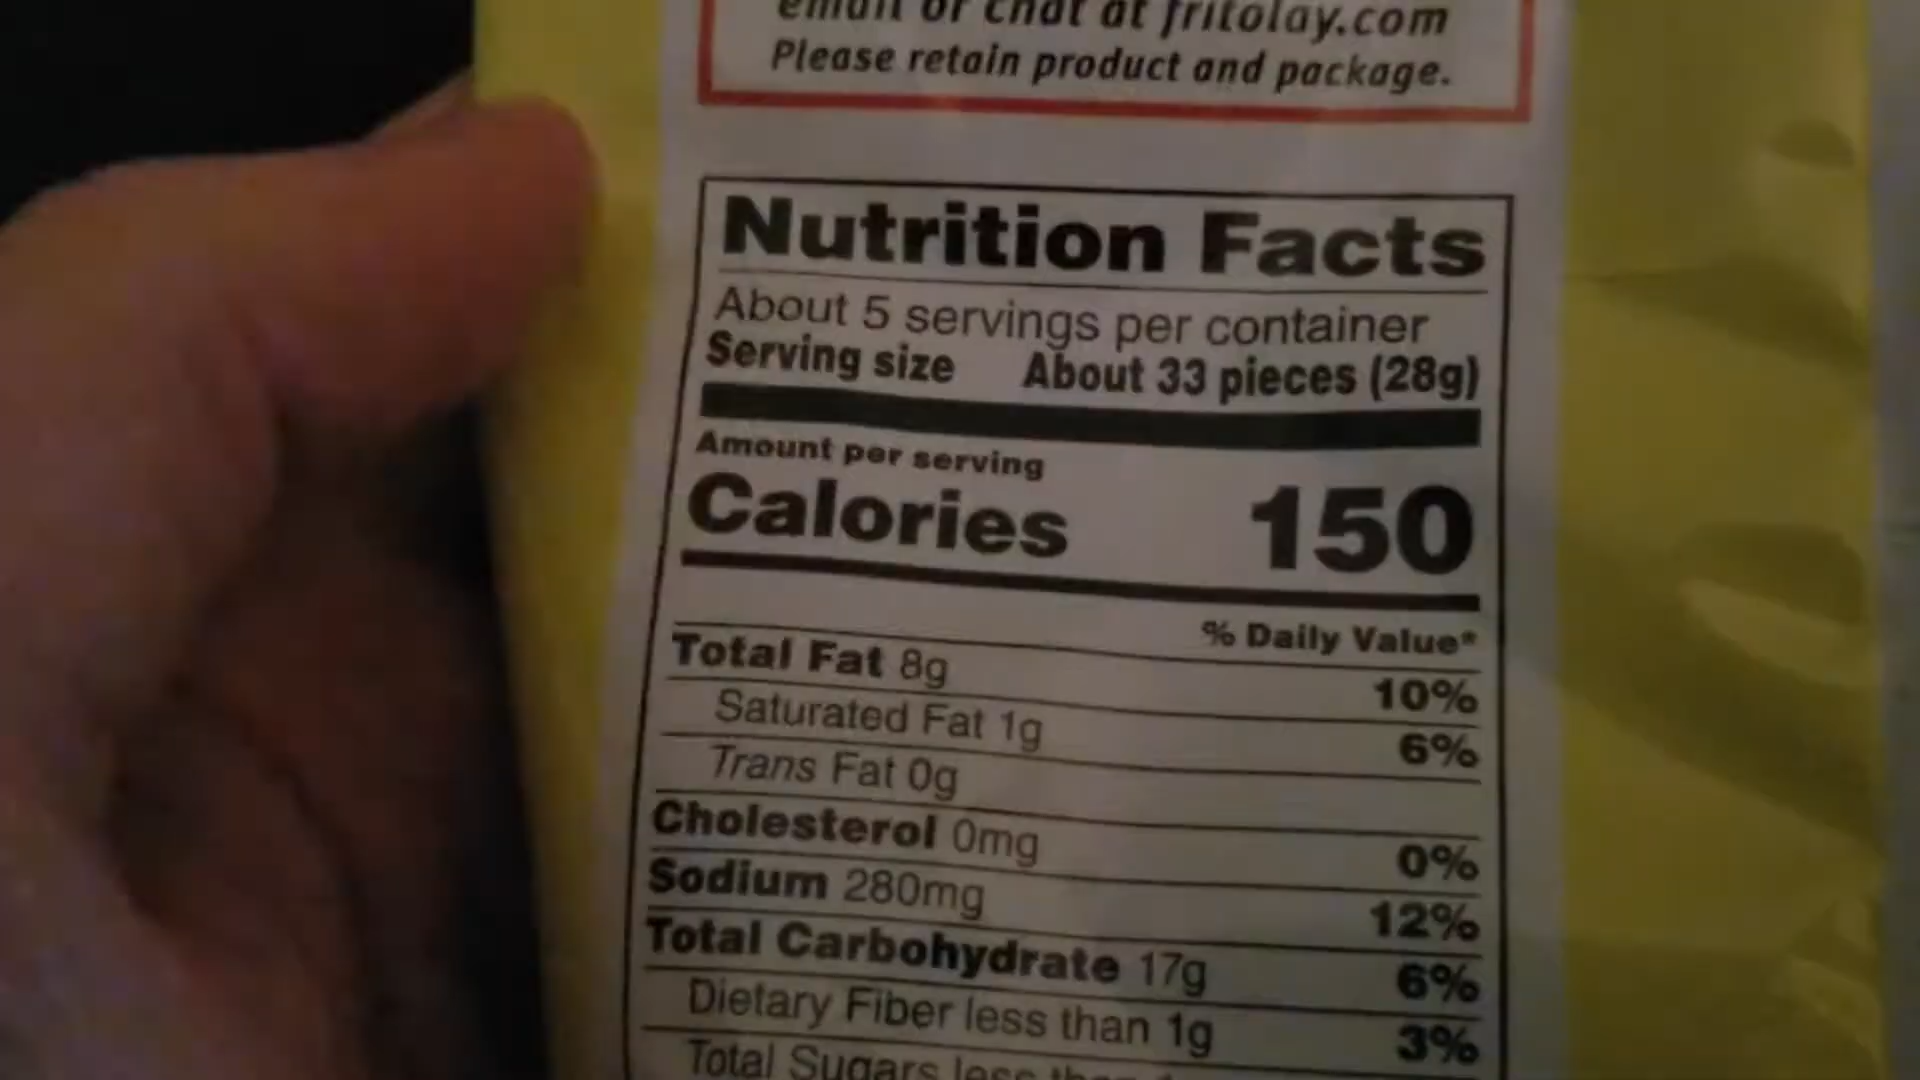 email or chat at fritolay.com
Please retain product and package.
Nutrition Facts
About 5 servings per container
Serving size About 33 pieces (28g)
Amount per serving
Calories 150
% Daily Value*
Total Fat 8g 10%
Saturated Fat 1g 6%
Trans Fat 0g
Cholesterol 0mg 0%
Sodium 280mg 12%
Total Carbohydrate 17g 6%
Dietary Fiber less than 1g 3%
Total Sugars less than